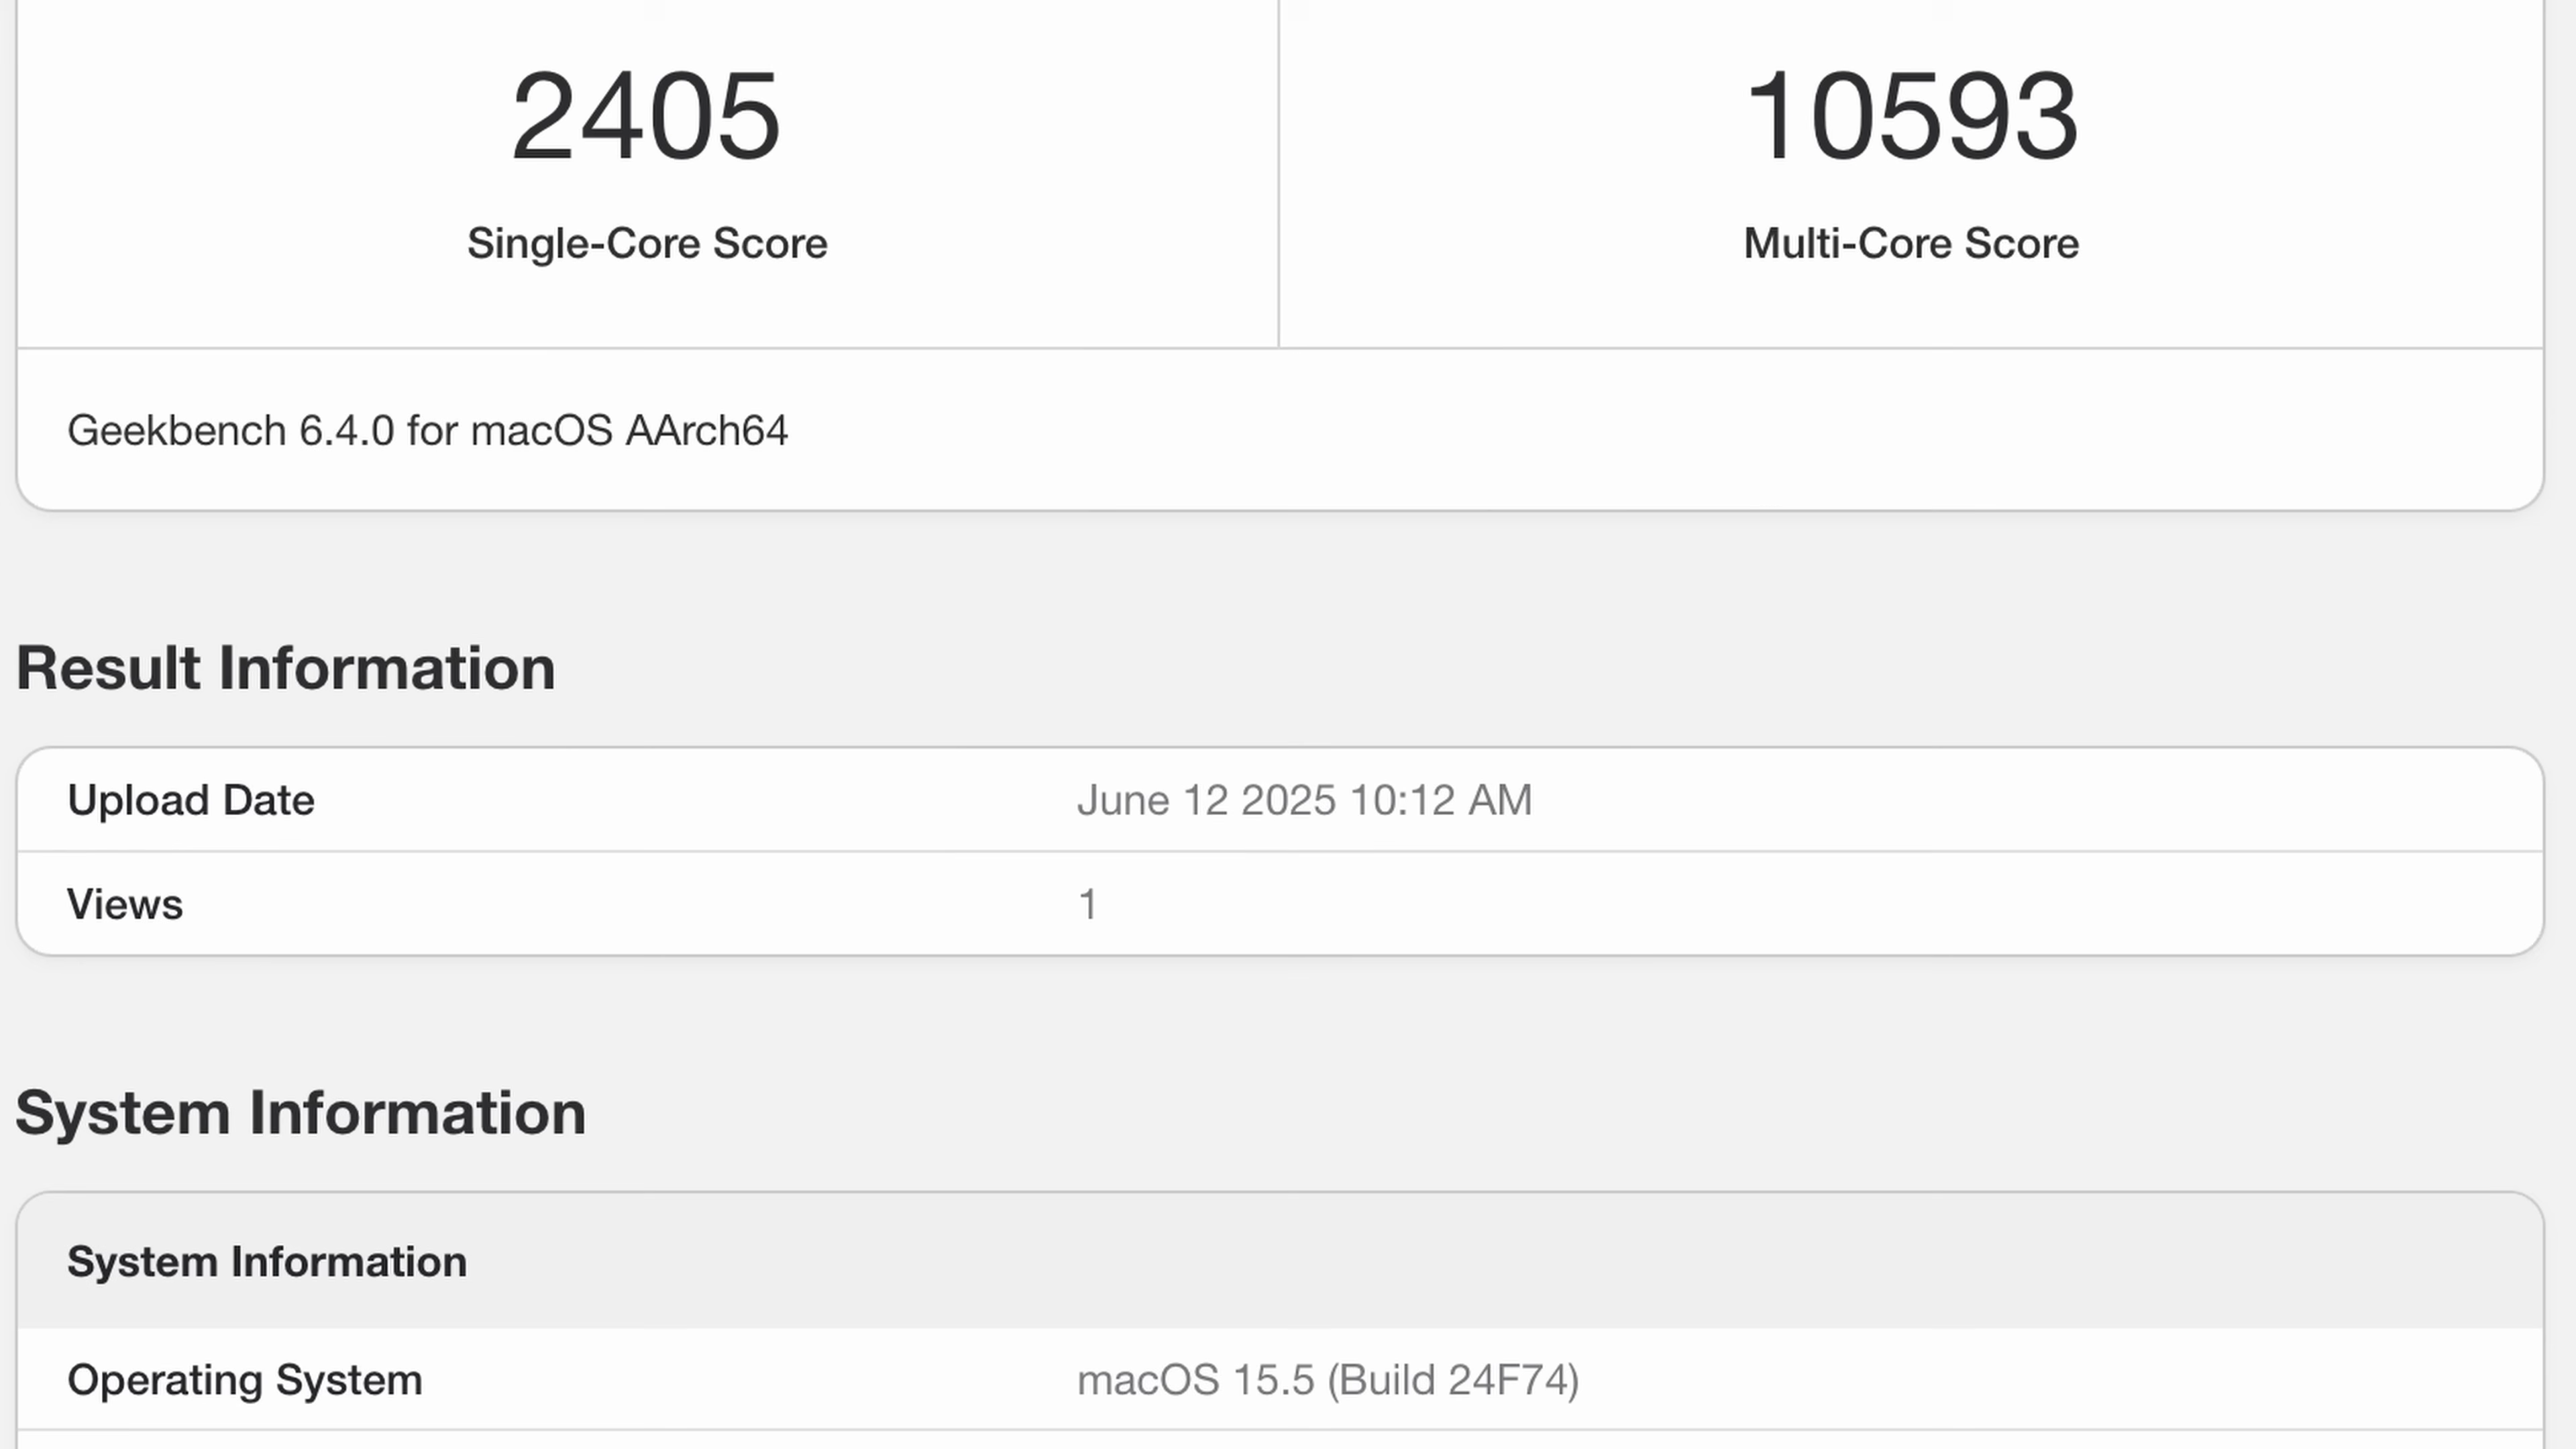 2405
Single-Core Score
10593
Multi-Core Score
Geekbench 6.4.0 for macOS AArch64
Result Information
Upload Date June 12 2025 10:12 AM
Views 1
System Information
System Information
Operating System macOS 15.5 (Build 24F74)